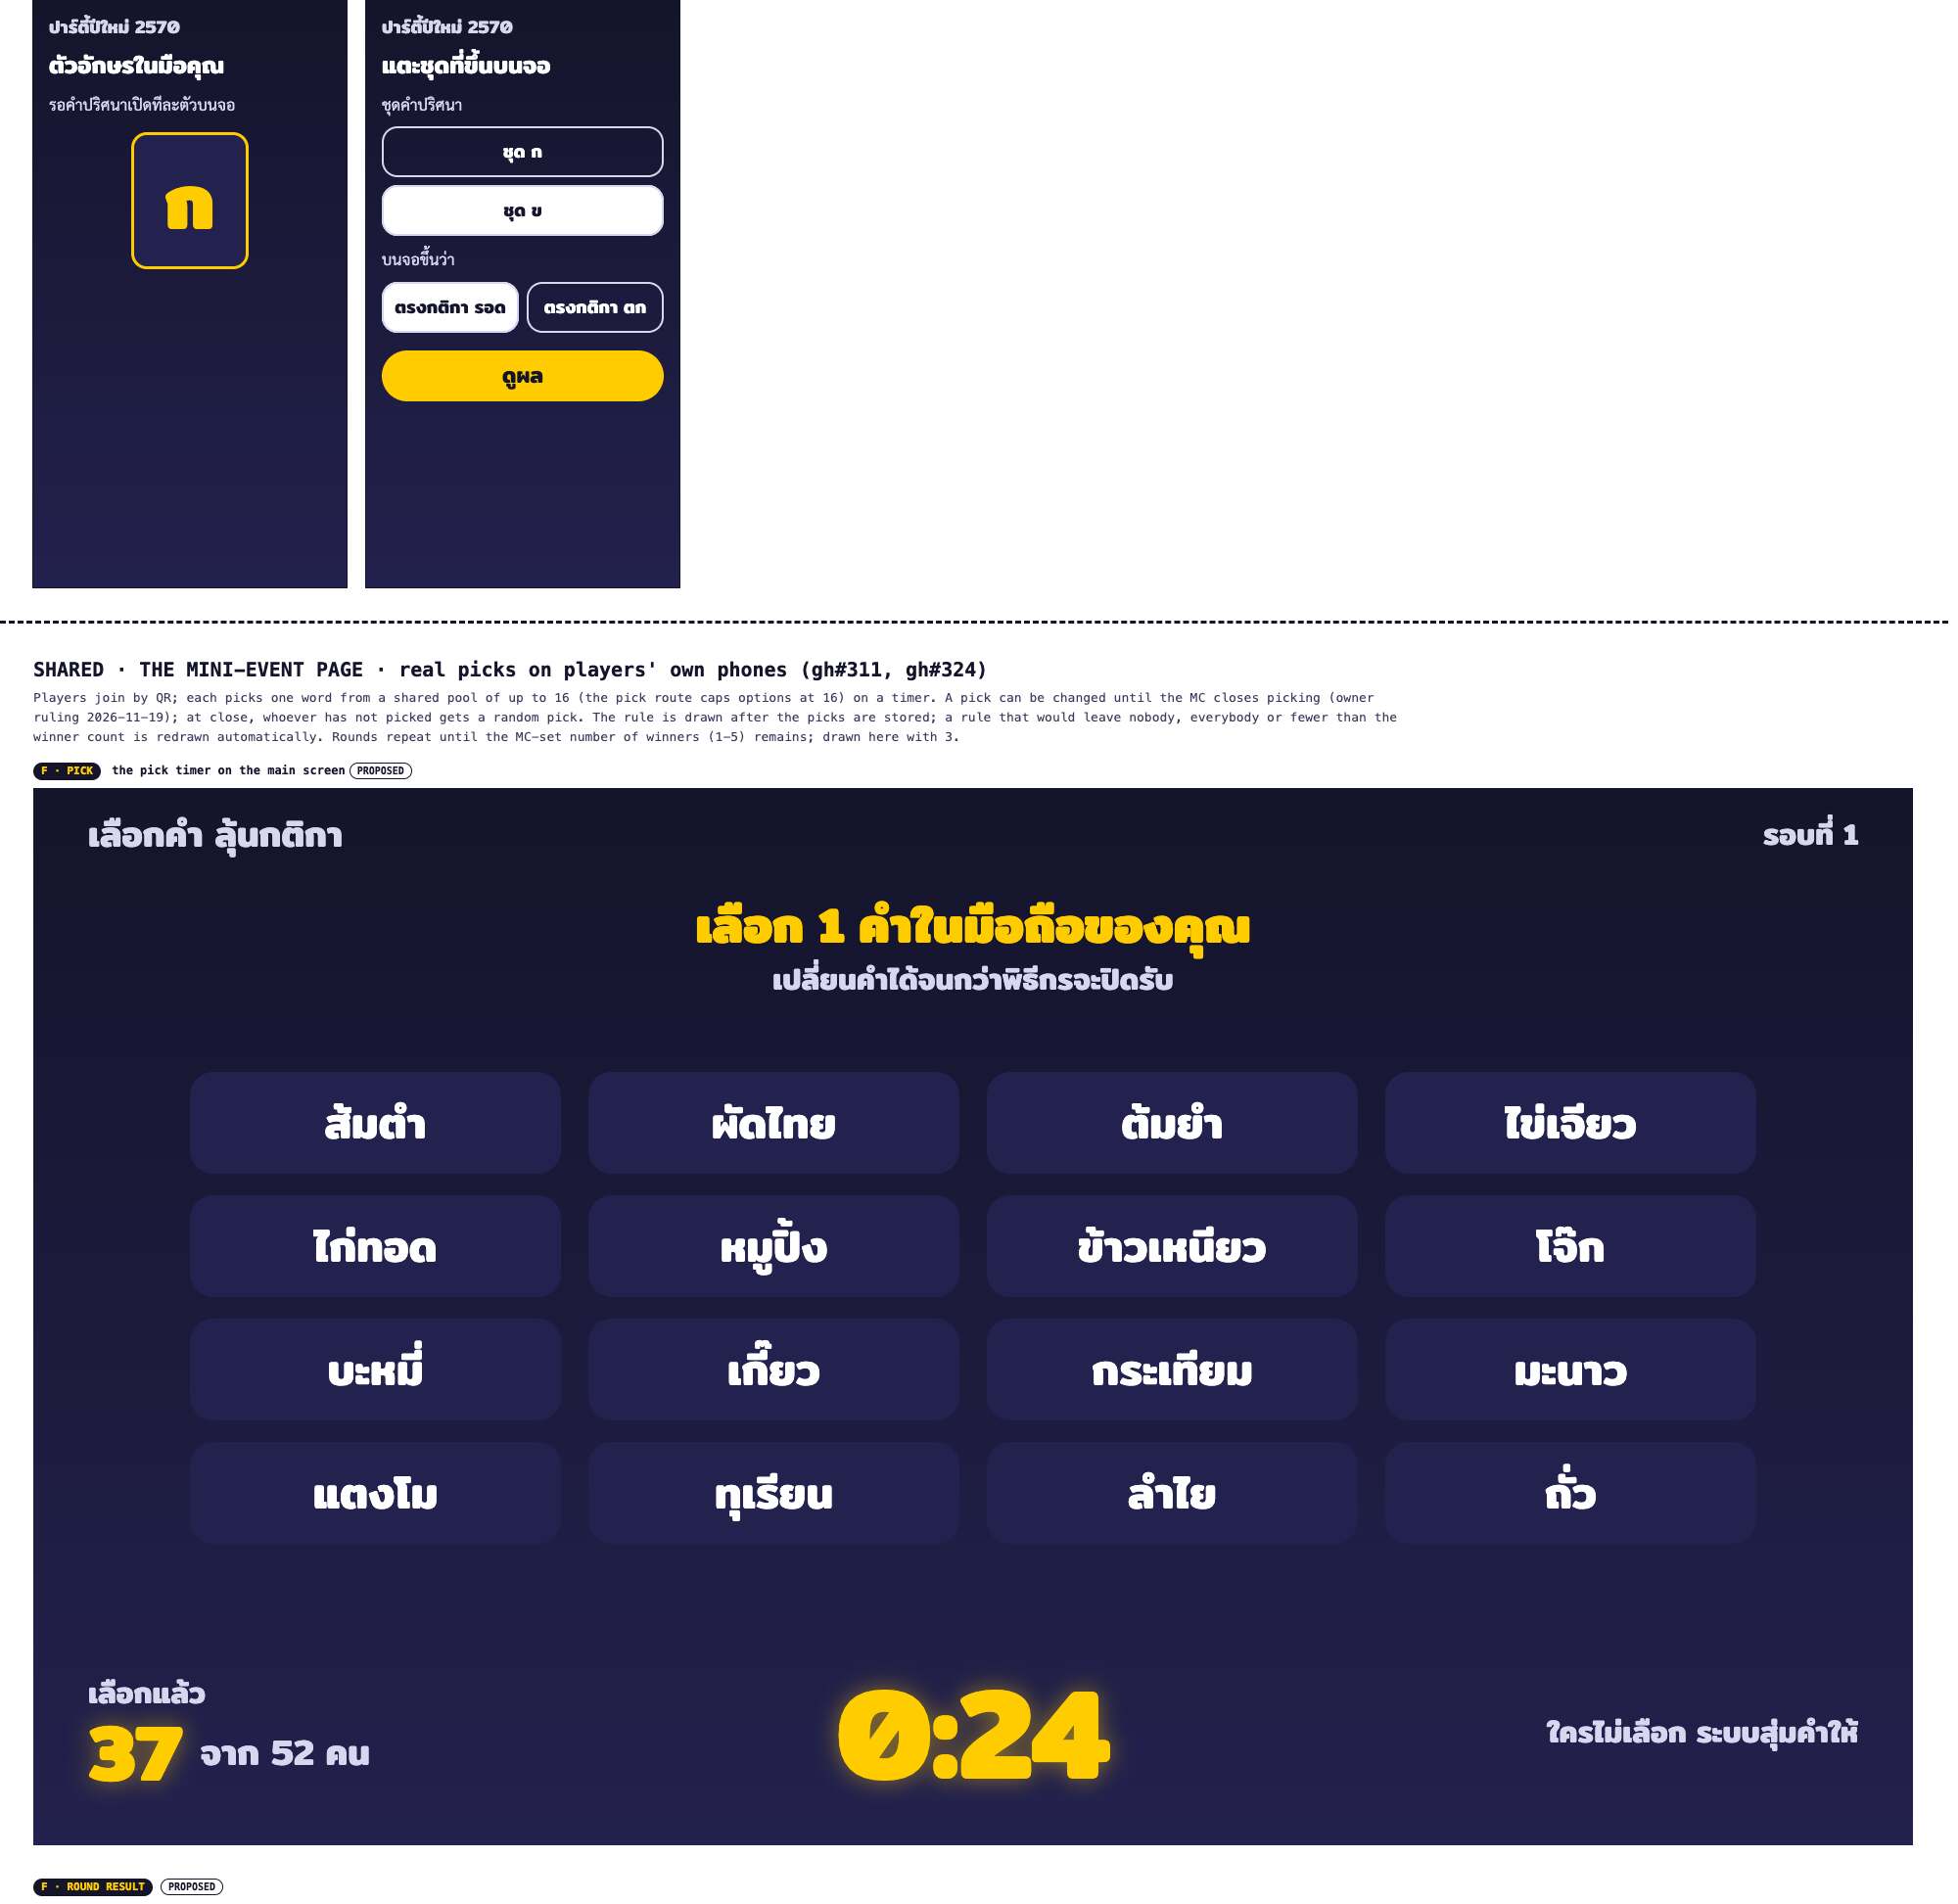 ปาร์ตี้ปีใหม่ 2570
ตัวอักษรในมือคุณ
รอคำปริศนาเปิดทีละตัวบนจอ
ก
ปาร์ตี้ปีใหม่ 2570
แตะชุดที่ขึ้นบนจอ
ชุดคำปริศนา
ชุด ก
ชุด ข
บนจอขึ้นว่า
ตรงกติกา รอด
ตรงกติกา ตก
ดูผล
SHARED · THE MINI-EVENT PAGE · real picks on players' own phones (gh#311, gh#324)
Players join by QR; each picks one word from a shared pool of up to 16 (the pick route caps options at 16) on a timer. A pick can be changed until the MC closes picking (owner
ruling 2026-11-19); at close, whoever has not picked gets a random pick. The rule is drawn after the picks are stored; a rule that would leave nobody, everybody or fewer than the
winner count is redrawn automatically. Rounds repeat until the MC-set number of winners (1-5) remains; drawn here with 3.
F · PICK the pick timer on the main screen PROPOSED
เลือกคำ ลุ้นกติกา
รอบที่ 1
เลือก 1 คำในมือถือของคุณ
เปลี่ยนคำได้จนกว่าพิธีกรจะปิดรับ
ส้มตำ ผัดไทย ต้มยำ ไข่เจียว
ไก่ทอด หมูปิ้ง ข้าวเหนียว โจ๊ก
บะหมี่ เกี๊ยว กระเทียม มะนาว
แตงโม ทุเรียน ลำไย ถั่ว
เลือกแล้ว
37 จาก 52 คน
0:24
ใครไม่เลือก ระบบสุ่มคำให้
F · ROUND RESULT PROPOSED